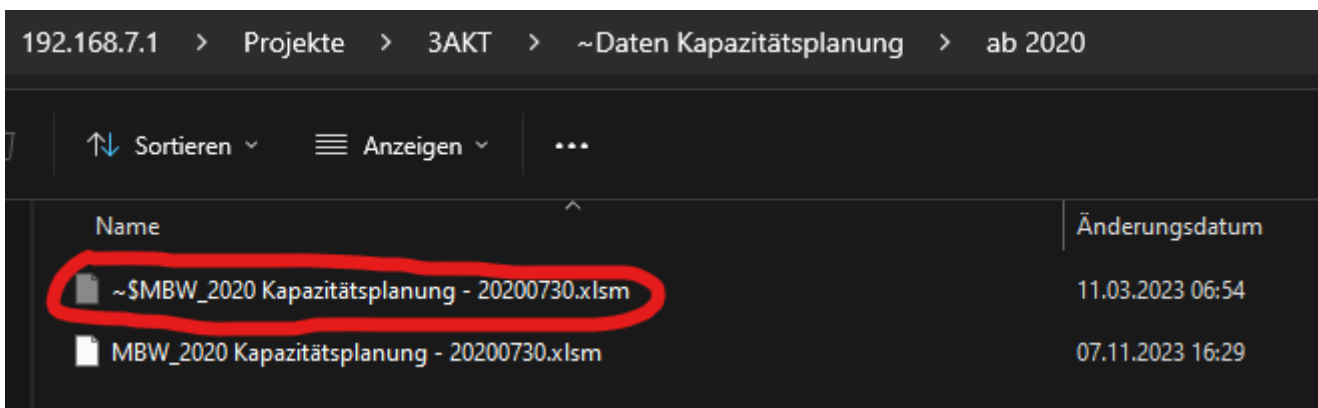 192.168.7.1 > Projekte > 3AKT > ~Daten Kapazitätsplanung > ab 2020
Sortieren Anzeigen ...
Name Änderungsdatum
~$MBW_2020 Kapazitätsplanung - 20200730.xlsm 11.03.2023 06:54
MBW_2020 Kapazitätsplanung - 20200730.xlsm 07.11.2023 16:29